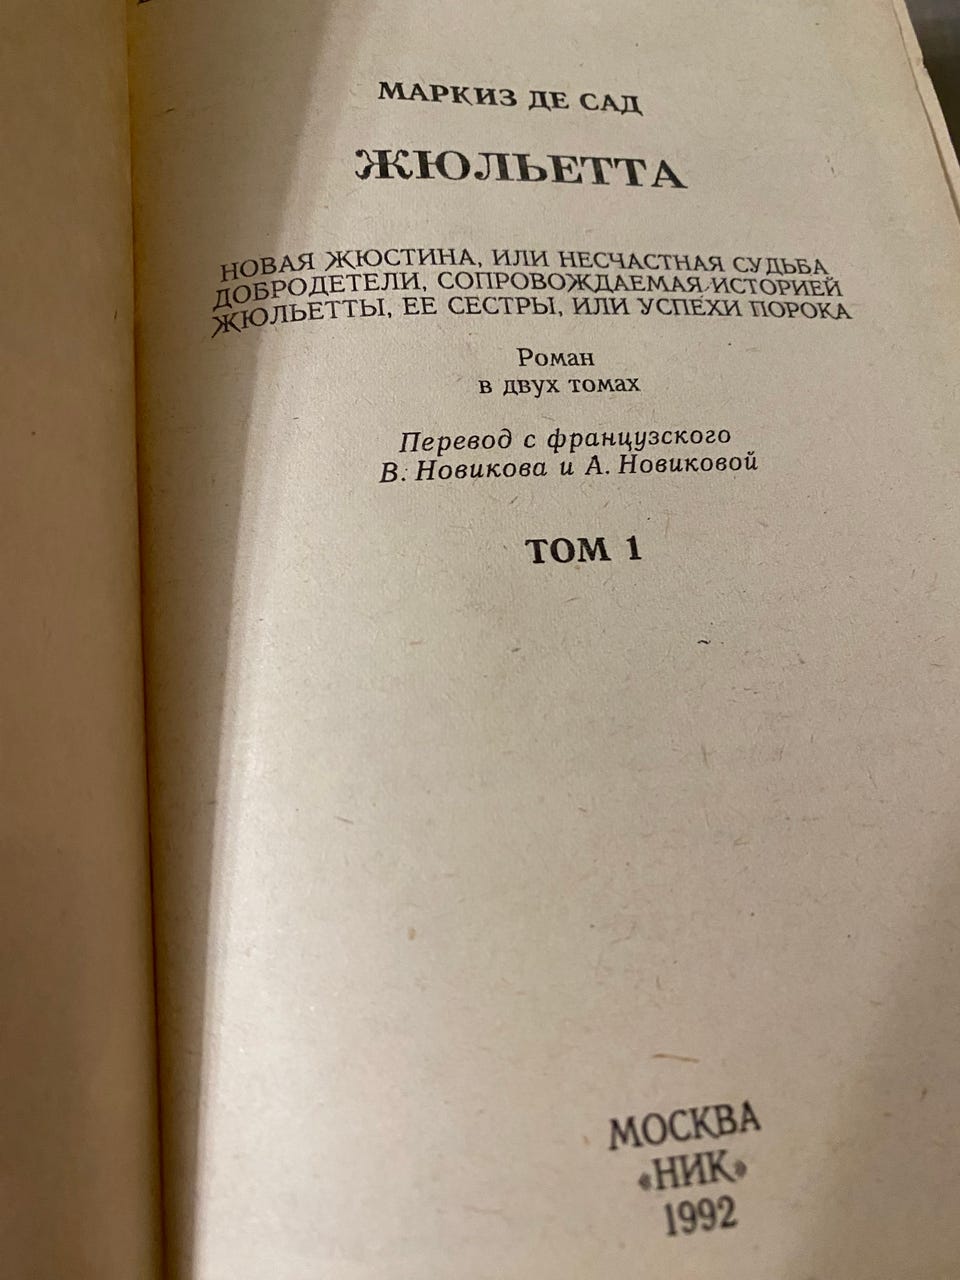 МАРКИЗ ДЕ САД
ЖЮЛЬЕТТА
НОВАЯ ЖЮСТИНА, ИЛИ НЕСЧАСТНАЯ СУДЬБА
ДОБРОДЕТЕЛИ, СОПРОВОЖДАЕМАЯ ИСТОРИЕЙ
ЖЮЛЬЕТТЫ, ЕЕ СЕСТРЫ, ИЛИ УСПЕХИ ПОРОКА
Роман
в двух томах
Перевод с французского
В. Новикова и А. Новиковой
ТОМ 1
МОСКВА
«НИК»
1992